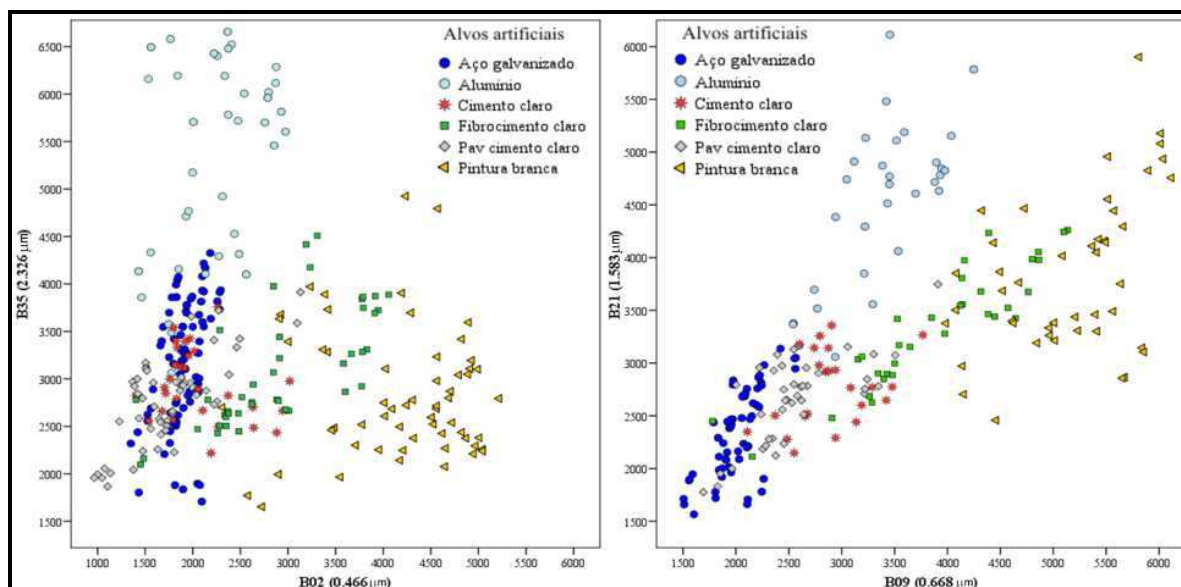 Alvos artificiais
Aço galvanizado
Alumínio
Cimento claro
Fibrocimento claro
Pav cimento claro
Pintura branca
6500
6000
5500
5000
4500
4000
3500
3000
2500
2000
1500
B35 (2.326 µm)
1000 1500 2000 2500 3000 3500 4000 4500 5000 5500 6000
B02 (0.466 µm)
Alvos artificiais
Aço galvanizado
Alumínio
Cimento claro
Fibrocimento claro
Pav cimento claro
Pintura branca
6000
5500
5000
4500
4000
3500
3000
2500
2000
1500
B21 (1.583 µm)
1500 2000 2500 3000 3500 4000 4500 5000 5500 6000
B09 (0.668 µm)